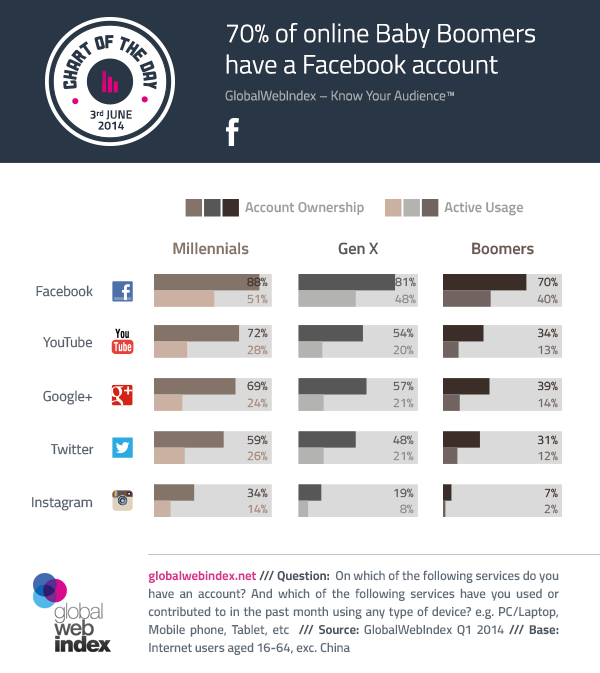 CHART OF THE DAY
3rd JUNE
2014
70% of online Baby Boomers
have a Facebook account
GlobalWebIndex – Know Your Audience™
f
Account Ownership Active Usage
Millennials Gen X Boomers
Facebook f 88% 81% 70%
51% 48% 40%
YouTube You Tube 72% 54% 34%
28% 20% 13%
Google+ g+ 69% 57% 39%
24% 21% 14%
Twitter 59% 48% 31%
26% 21% 12%
Instagram 34% 19% 7%
14% 8% 2%
globalwebindex.net /// Question: On which of the following services do you
have an account? And which of the following services have you used or
contributed to in the past month using any type of device? e.g. PC/Laptop,
Mobile phone, Tablet, etc /// Source: GlobalWebIndex Q1 2014 /// Base:
Internet users aged 16-64, exc. China
global
web
index